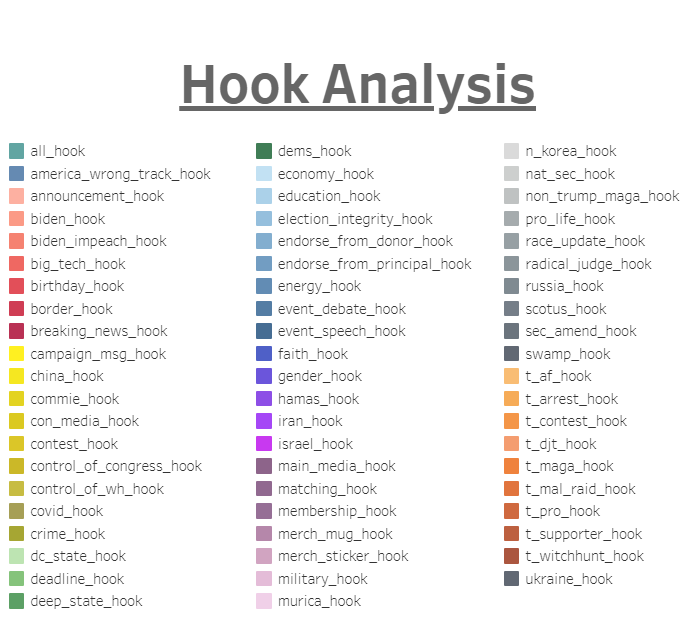 Hook Analysis
all_hook
america_wrong_track_hook
announcement_hook
biden_hook
biden_impeach_hook
big_tech_hook
birthday_hook
border_hook
breaking_news_hook
campaign_msg_hook
china_hook
commie_hook
con_media_hook
contest_hook
control_of_congress_hook
control_of_wh_hook
covid_hook
crime_hook
dc_state_hook
deadline_hook
deep_state_hook
dems_hook
economy_hook
education_hook
election_integrity_hook
endorse_from_donor_hook
endorse_from_principal_hook
energy_hook
event_debate_hook
event_speech_hook
faith_hook
gender_hook
hamas_hook
iran_hook
israel_hook
main_media_hook
matching_hook
membership_hook
merch_mug_hook
merch_sticker_hook
military_hook
murica_hook
n_korea_hook
nat_sec_hook
non_trump_maga_hook
pro_life_hook
race_update_hook
radical_judge_hook
russia_hook
scotus_hook
sec_amend_hook
swamp_hook
t_af_hook
t_arrest_hook
t_contest_hook
t_djt_hook
t_maga_hook
t_mal_raid_hook
t_pro_hook
t_supporter_hook
t_witchhunt_hook
ukraine_hook